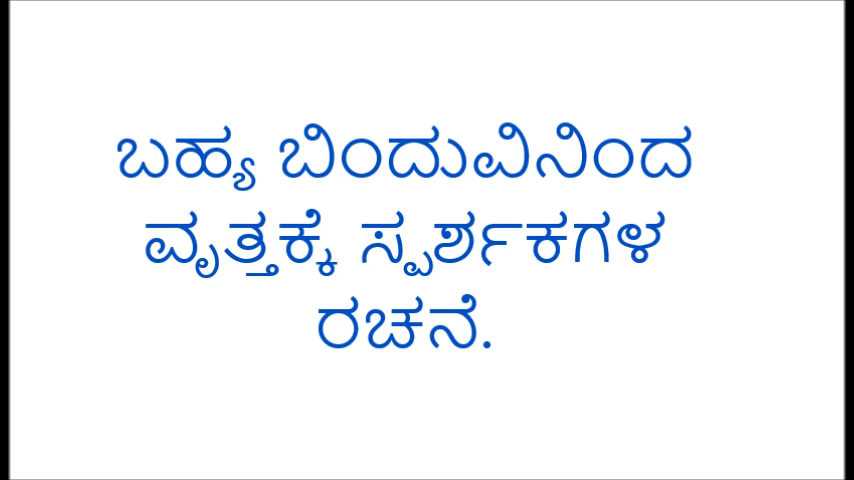 ಬಹ್ಯ ಬಿಂದುವಿನಿಂದ
ವೃತ್ತಕ್ಕೆ ಸ್ಪರ್ಶಕಗಳ
ರಚನೆ.